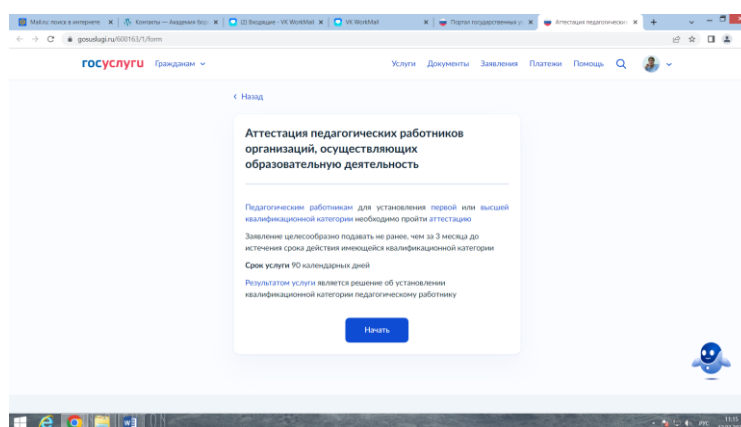 Mail.ru: поиск в интернете
Контакты — Академия
(2) Входящие - VK WorkMail
VK WorkMail
Портал государственных
Аттестация педагогически
gosuslugi.ru/600163/1/form
госуслуги Гражданам Услуги Документы Заявления Платежи Помощь
Назад
Аттестация педагогических работников
организаций, осуществляющих
образовательную деятельность
Педагогическим работникам для установления первой или высшей
квалификационной категории необходимо пройти аттестацию
Заявление целесообразно подавать не ранее, чем за 3 месяца до
истечения срока действия имеющейся квалификационной категории
Срок услуги 90 календарных дней
Результатом услуги является решение об установлении
квалификационной категории педагогическому работнику
Начать
РУС 11:15